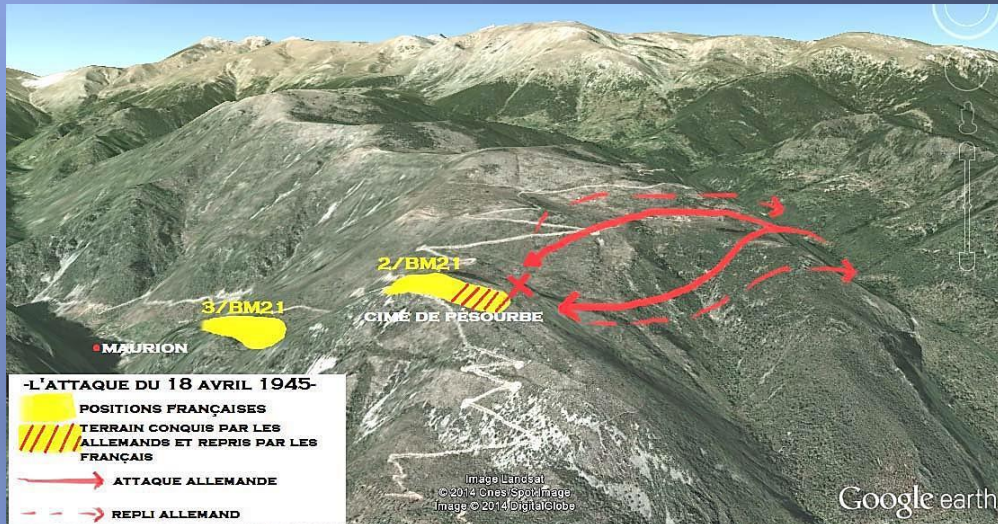 2/BM21
3/BM21
CIME DE PÉSOURBE
MAURION
-L'ATTAQUE DU 18 AVRIL 1945-
POSITIONS FRANÇAISES
TERRAIN CONQUIS PAR LES
ALLEMANDS ET REPRIS PAR LES
FRANÇAIS
ATTAQUE ALLEMANDE
REPLI ALLEMAND
Image Landsat
© 2014 Cnes Spot Image
Image © 2014 DigitalGlobe
Google earth